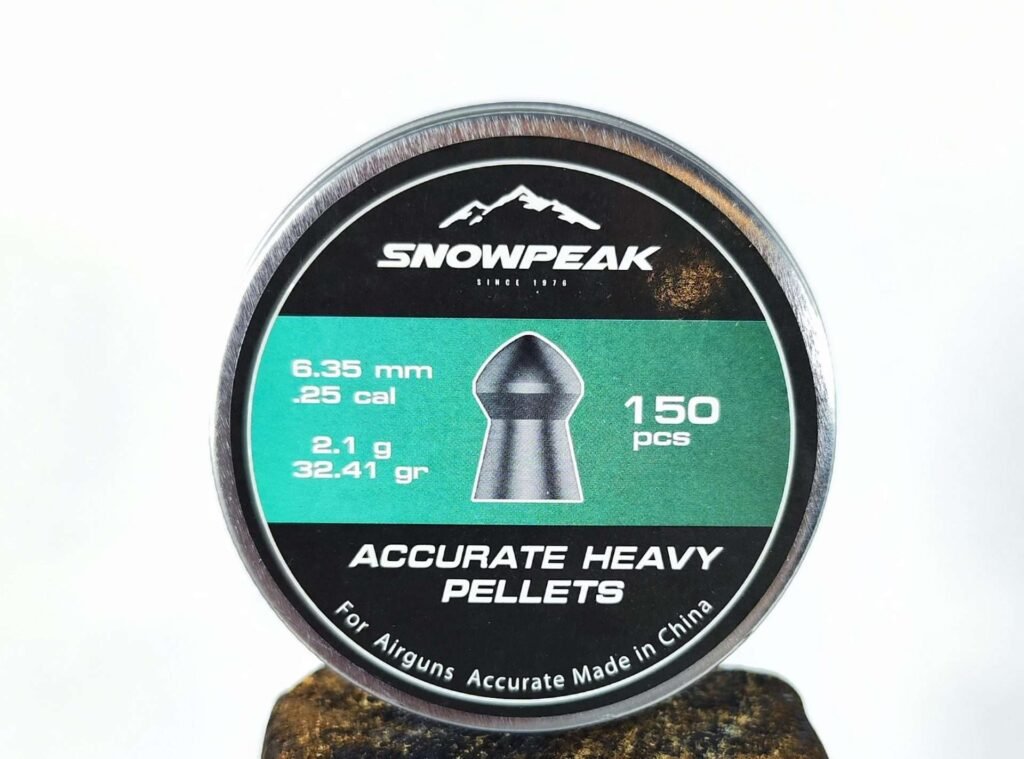 SNOWPEAK
SINCE 1976
6.35 mm
.25 cal
2.1 g
32.41 gr
150
pcs
ACCURATE HEAVY
PELLETS
For Airguns Accurate Made in China